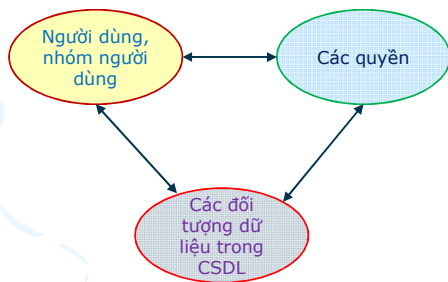 Người dùng,
nhóm người
dùng
Các quyền
Các đối
tượng dữ
liệu trong
CSDL